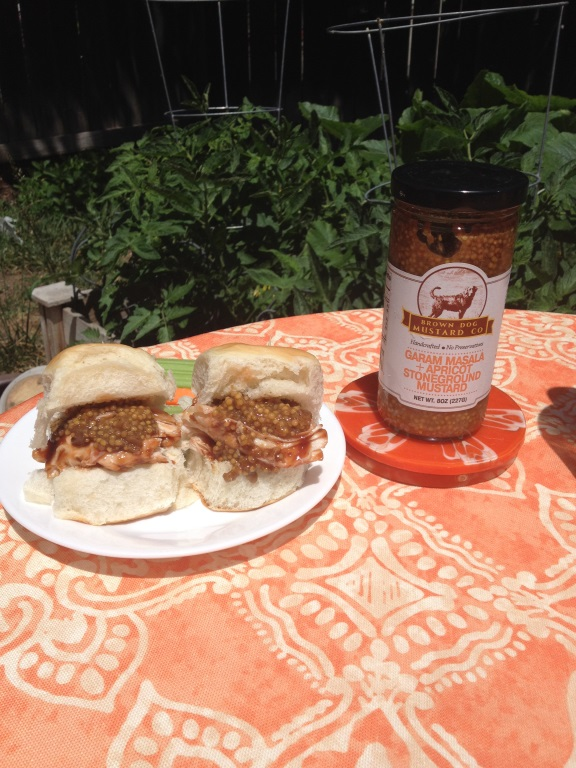 BROWN DOG
MUSTARD CO
Handcrafted • No Preservatives
GARAM MASALA
+ APRICOT
STONEGROUND
MUSTARD
NET WT. 8OZ (227G)